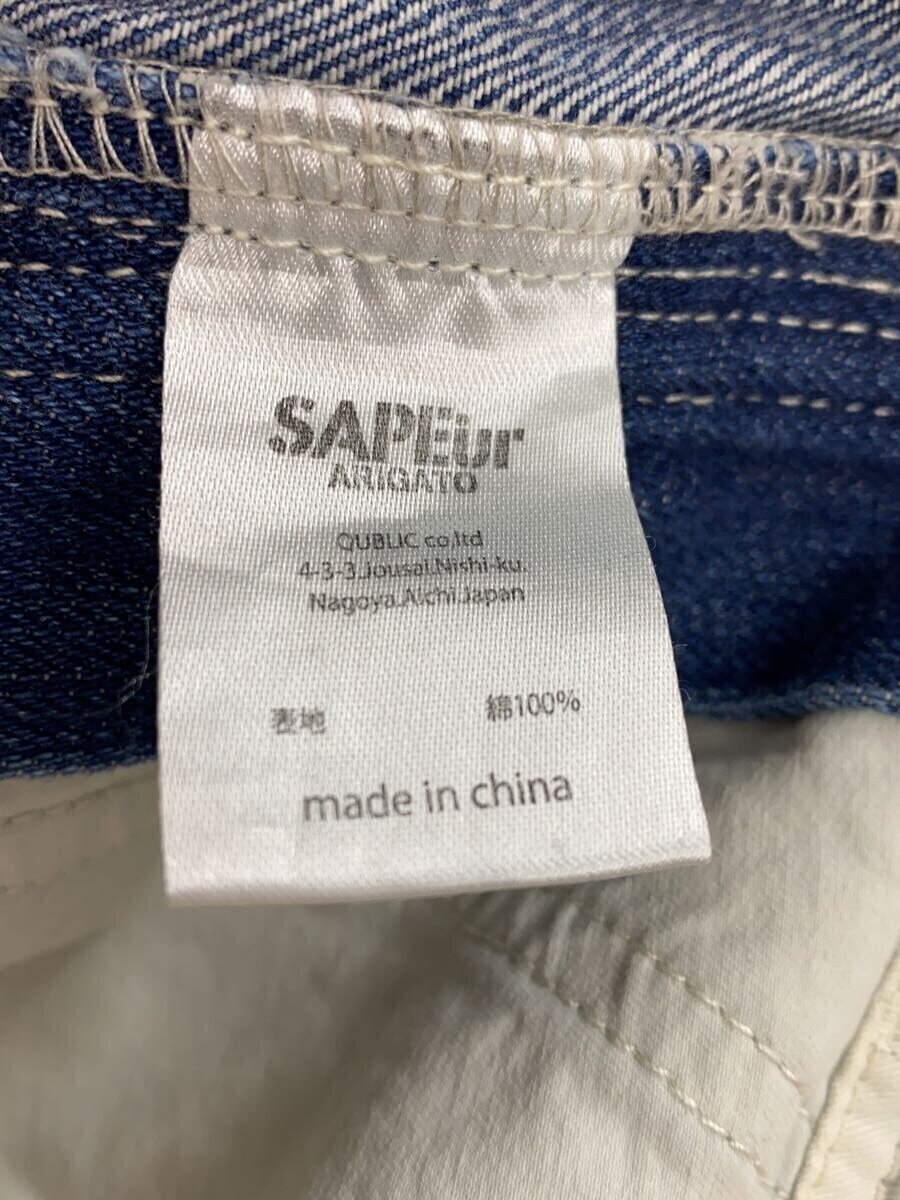 SAPEur
ARIGATO
QUBLIC co,ltd
4-3-3,Jousai,Nishi-ku,
Nagoya,Aichi,Japan
表地 綿100%
made in china